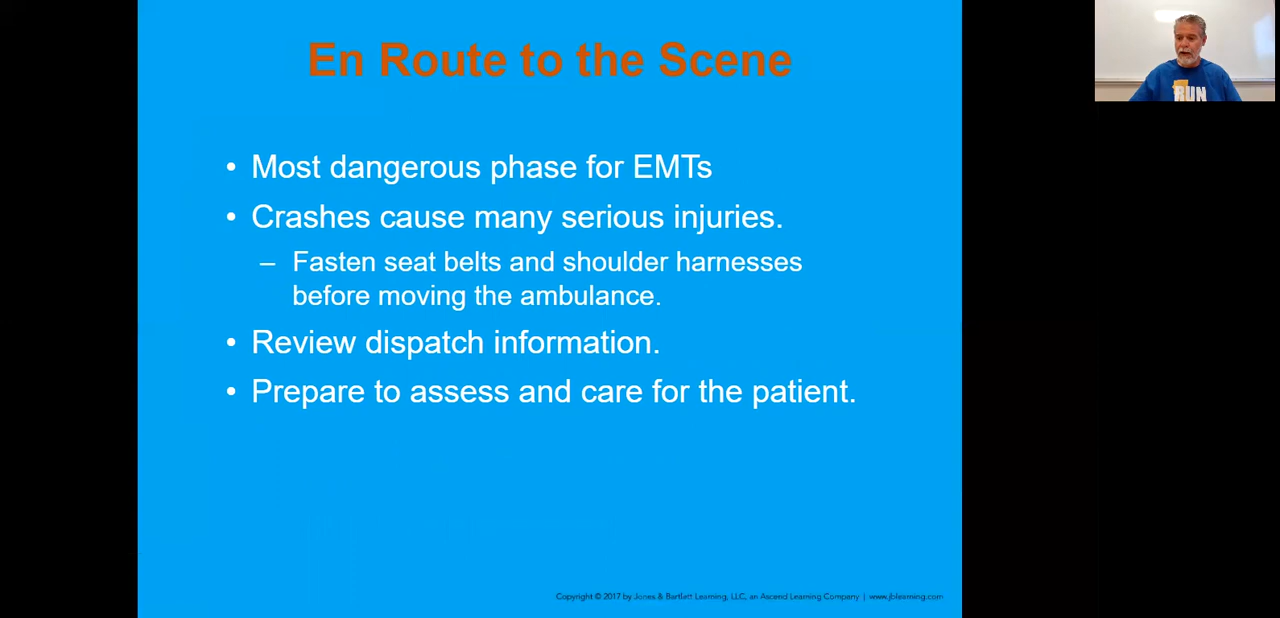 En Route to the Scene
RUN
• Most dangerous phase for EMTs
• Crashes cause many serious injuries.
– Fasten seat belts and shoulder harnesses
before moving the ambulance.
• Review dispatch information.
• Prepare to assess and care for the patient.
Copyright © 2017 by Jones & Bartlett Learning, LLC, an Ascend Learning Company | www.jblearning.com